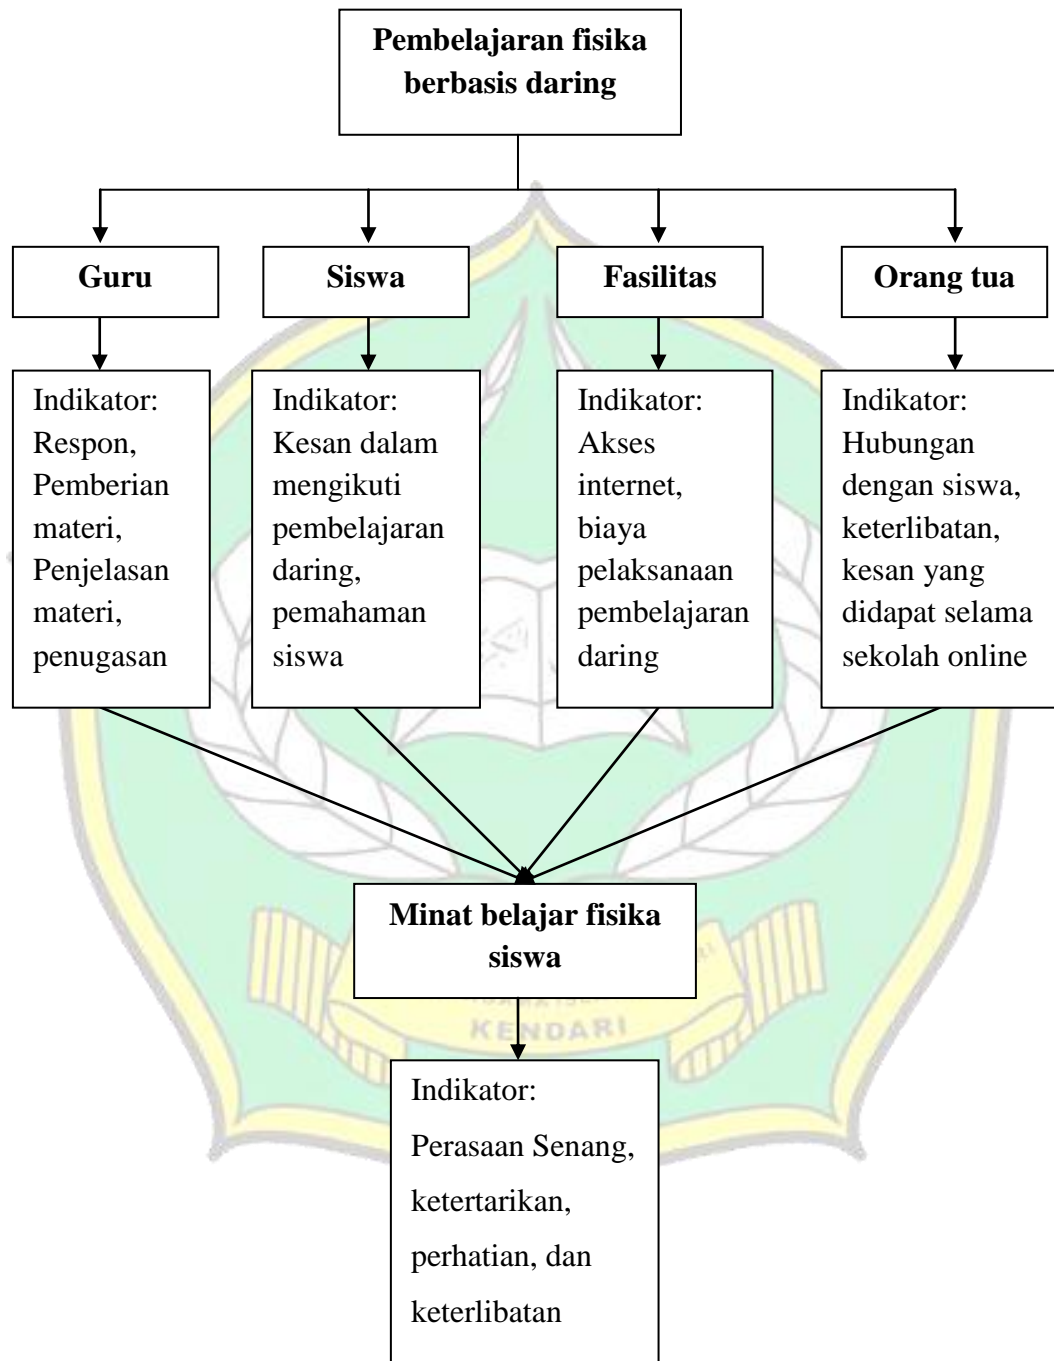 Pembelajaran fisika
berbasis daring
Guru
Siswa
Fasilitas
Orang tua
Indikator:
Respon,
Pemberian
materi,
Penjelasan
materi,
penugasan
Indikator:
Kesan dalam
mengikuti
pembelajaran
daring,
pemahaman
siswa
Indikator:
Akses
internet,
biaya
pelaksanaan
pembelajaran
daring
Indikator:
Hubungan
dengan siswa,
keterlibatan,
kesan yang
didapat selama
sekolah online
Minat belajar fisika
siswa
KENDARI
Indikator:
Perasaan Senang,
ketertarikan,
perhatian, dan
keterlibatan